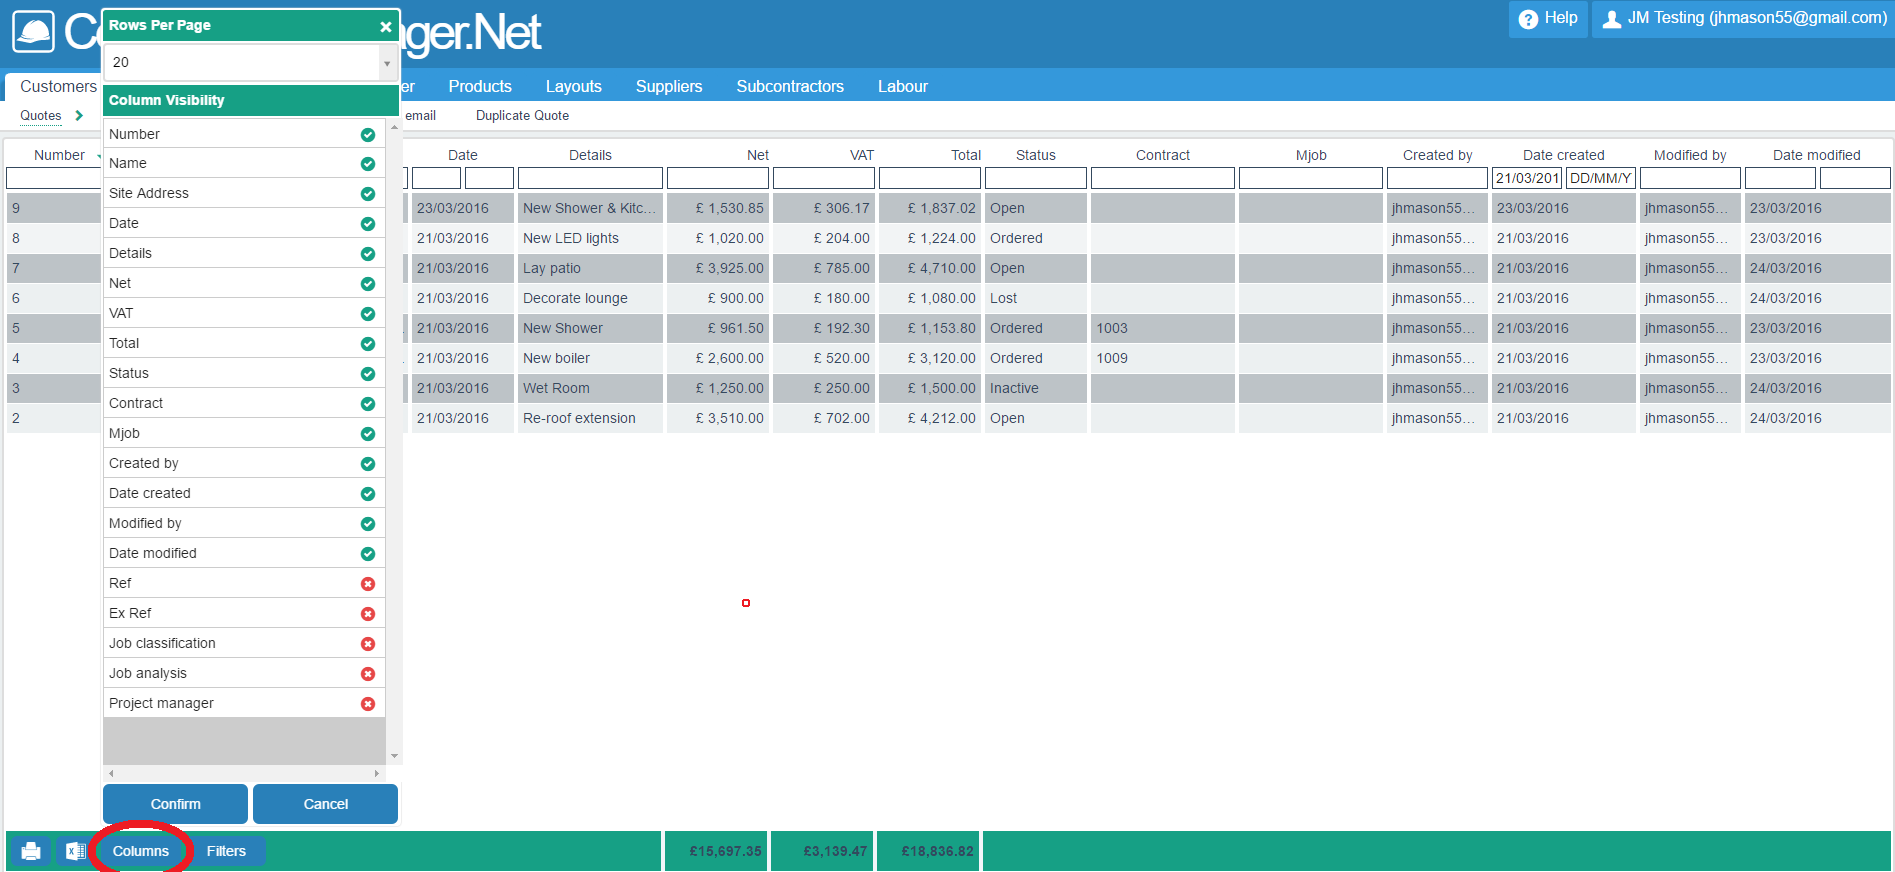 Rows Per Page
20
Column Visibility
Number
Name
Site Address
Date
Details
Net
VAT
Total
Status
Contract
Mjob
Created by
Date created
Modified by
Date modified
Ref
Ex Ref
Job classification
Job analysis
Project manager
Confirm Cancel
Help JM Testing (jhmason55@gmail.com)
Customers Products Layouts Suppliers Subcontractors Labour
Quotes email Duplicate Quote
Number Date Details Net VAT Total Status Contract Mjob Created by Date created Modified by Date modified
21/03/201 DD/MM/Y
9 23/03/2016 New Shower & Kitc... £ 1,530.85 £ 306.17 £ 1,837.02 Open jhmason55... 23/03/2016 jhmason55... 23/03/2016
8 21/03/2016 New LED lights £ 1,020.00 £ 204.00 £ 1,224.00 Ordered jhmason55... 21/03/2016 jhmason55... 23/03/2016
7 21/03/2016 Lay patio £ 3,925.00 £ 785.00 £ 4,710.00 Open jhmason55... 21/03/2016 jhmason55... 24/03/2016
6 21/03/2016 Decorate lounge £ 900.00 £ 180.00 £ 1,080.00 Lost jhmason55... 21/03/2016 jhmason55... 24/03/2016
5 21/03/2016 New Shower £ 961.50 £ 192.30 £ 1,153.80 Ordered 1003 jhmason55... 21/03/2016 jhmason55... 23/03/2016
4 21/03/2016 New boiler £ 2,600.00 £ 520.00 £ 3,120.00 Ordered 1009 jhmason55... 21/03/2016 jhmason55... 23/03/2016
3 21/03/2016 Wet Room £ 1,250.00 £ 250.00 £ 1,500.00 Inactive jhmason55... 21/03/2016 jhmason55... 24/03/2016
2 21/03/2016 Re-roof extension £ 3,510.00 £ 702.00 £ 4,212.00 Open jhmason55... 21/03/2016 jhmason55... 24/03/2016
Columns Filters £15,697.35 £3,139.47 £18,836.82